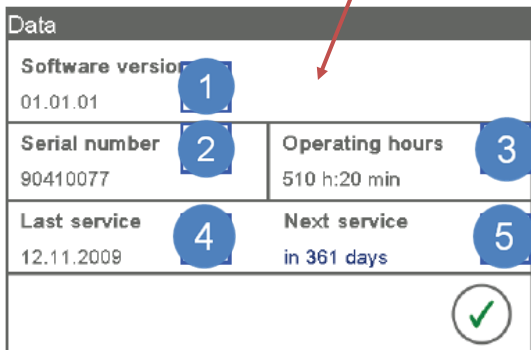 Data
Software version
1
01.01.01
Serial number
2
Operating hours
3
90410077
510 h:20 min
Last service
4
Next service
5
12.11.2009
in 361 days